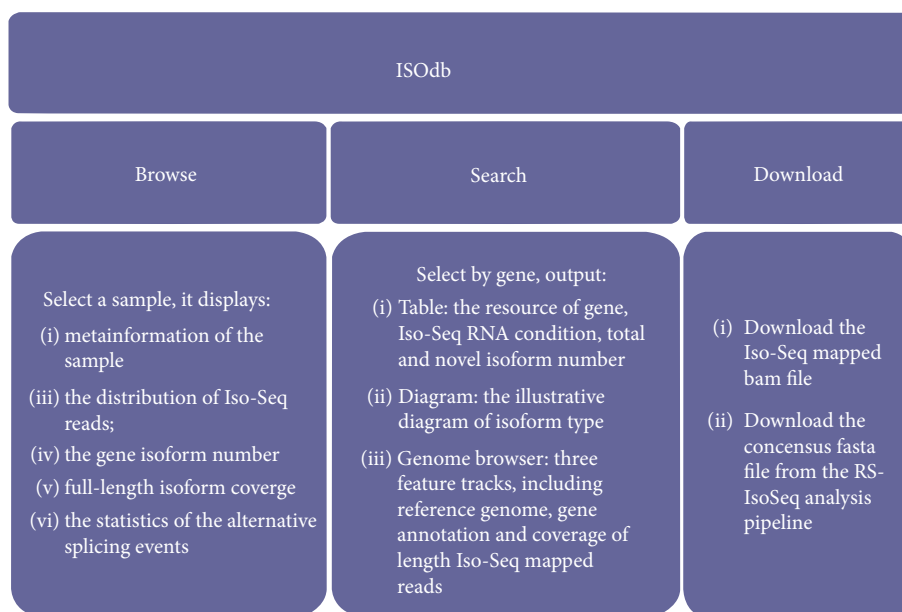 ISOdb
Browse
Search
Download
Select a sample, it displays:
(i) metainformation of the
sample
(iii) the distribution of Iso-Seq
reads;
(iv) the gene isoform number
(v) full-length isoform coverge
(vi) the statistics of the alternative
splicing events
Select by gene, output:
(i) Table: the resource of gene,
Iso-Seq RNA condition, total
and novel isoform number
(ii) Diagram: the illustrative
diagram of isoform type
(iii) Genome browser: three
feature tracks, including
reference genome, gene
annotation and coverage of
length Iso-Seq mapped
reads
(i) Download the
Iso-Seq mapped
bam file
(ii) Download the
concensus fasta
file from the RS-
IsoSeq analysis
pipeline